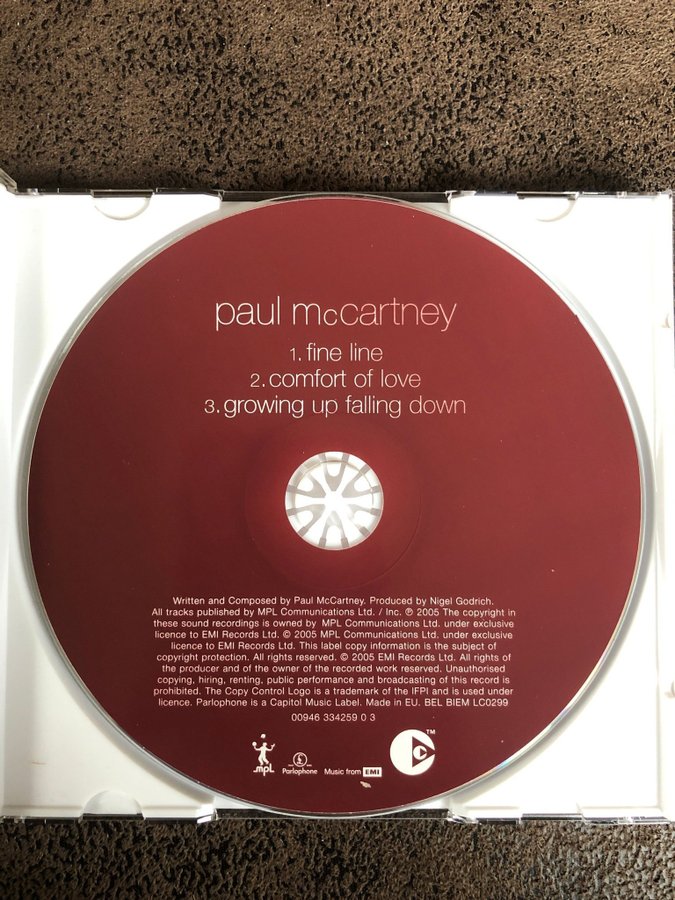 paul mccartney
1. fine line
2. comfort of love
3. growing up falling down
Written and Composed by Paul McCartney. Produced by Nigel Godrich.
All tracks published by MPL Communications Ltd. / Inc. ℗ 2005 The copyright in
these sound recordings is owned by MPL Communications Ltd. under exclusive
licence to EMI Records Ltd. © 2005 MPL Communications Ltd. under exclusive
licence to EMI Records Ltd. This label copy information is the subject of
copyright protection. All rights reserved. © 2005 EMI Records Ltd. All rights of
the producer and of the owner of the recorded work reserved. Unauthorised
copying, hiring, renting, public performance and broadcasting of this record is
prohibited. The Copy Control Logo is a trademark of the IFPI and is used under
licence. Parlophone is a Capitol Music Label. Made in EU. BEL BIEM LC0299
00946 334259 0 3
mpl Parlophone Music from EMI TM